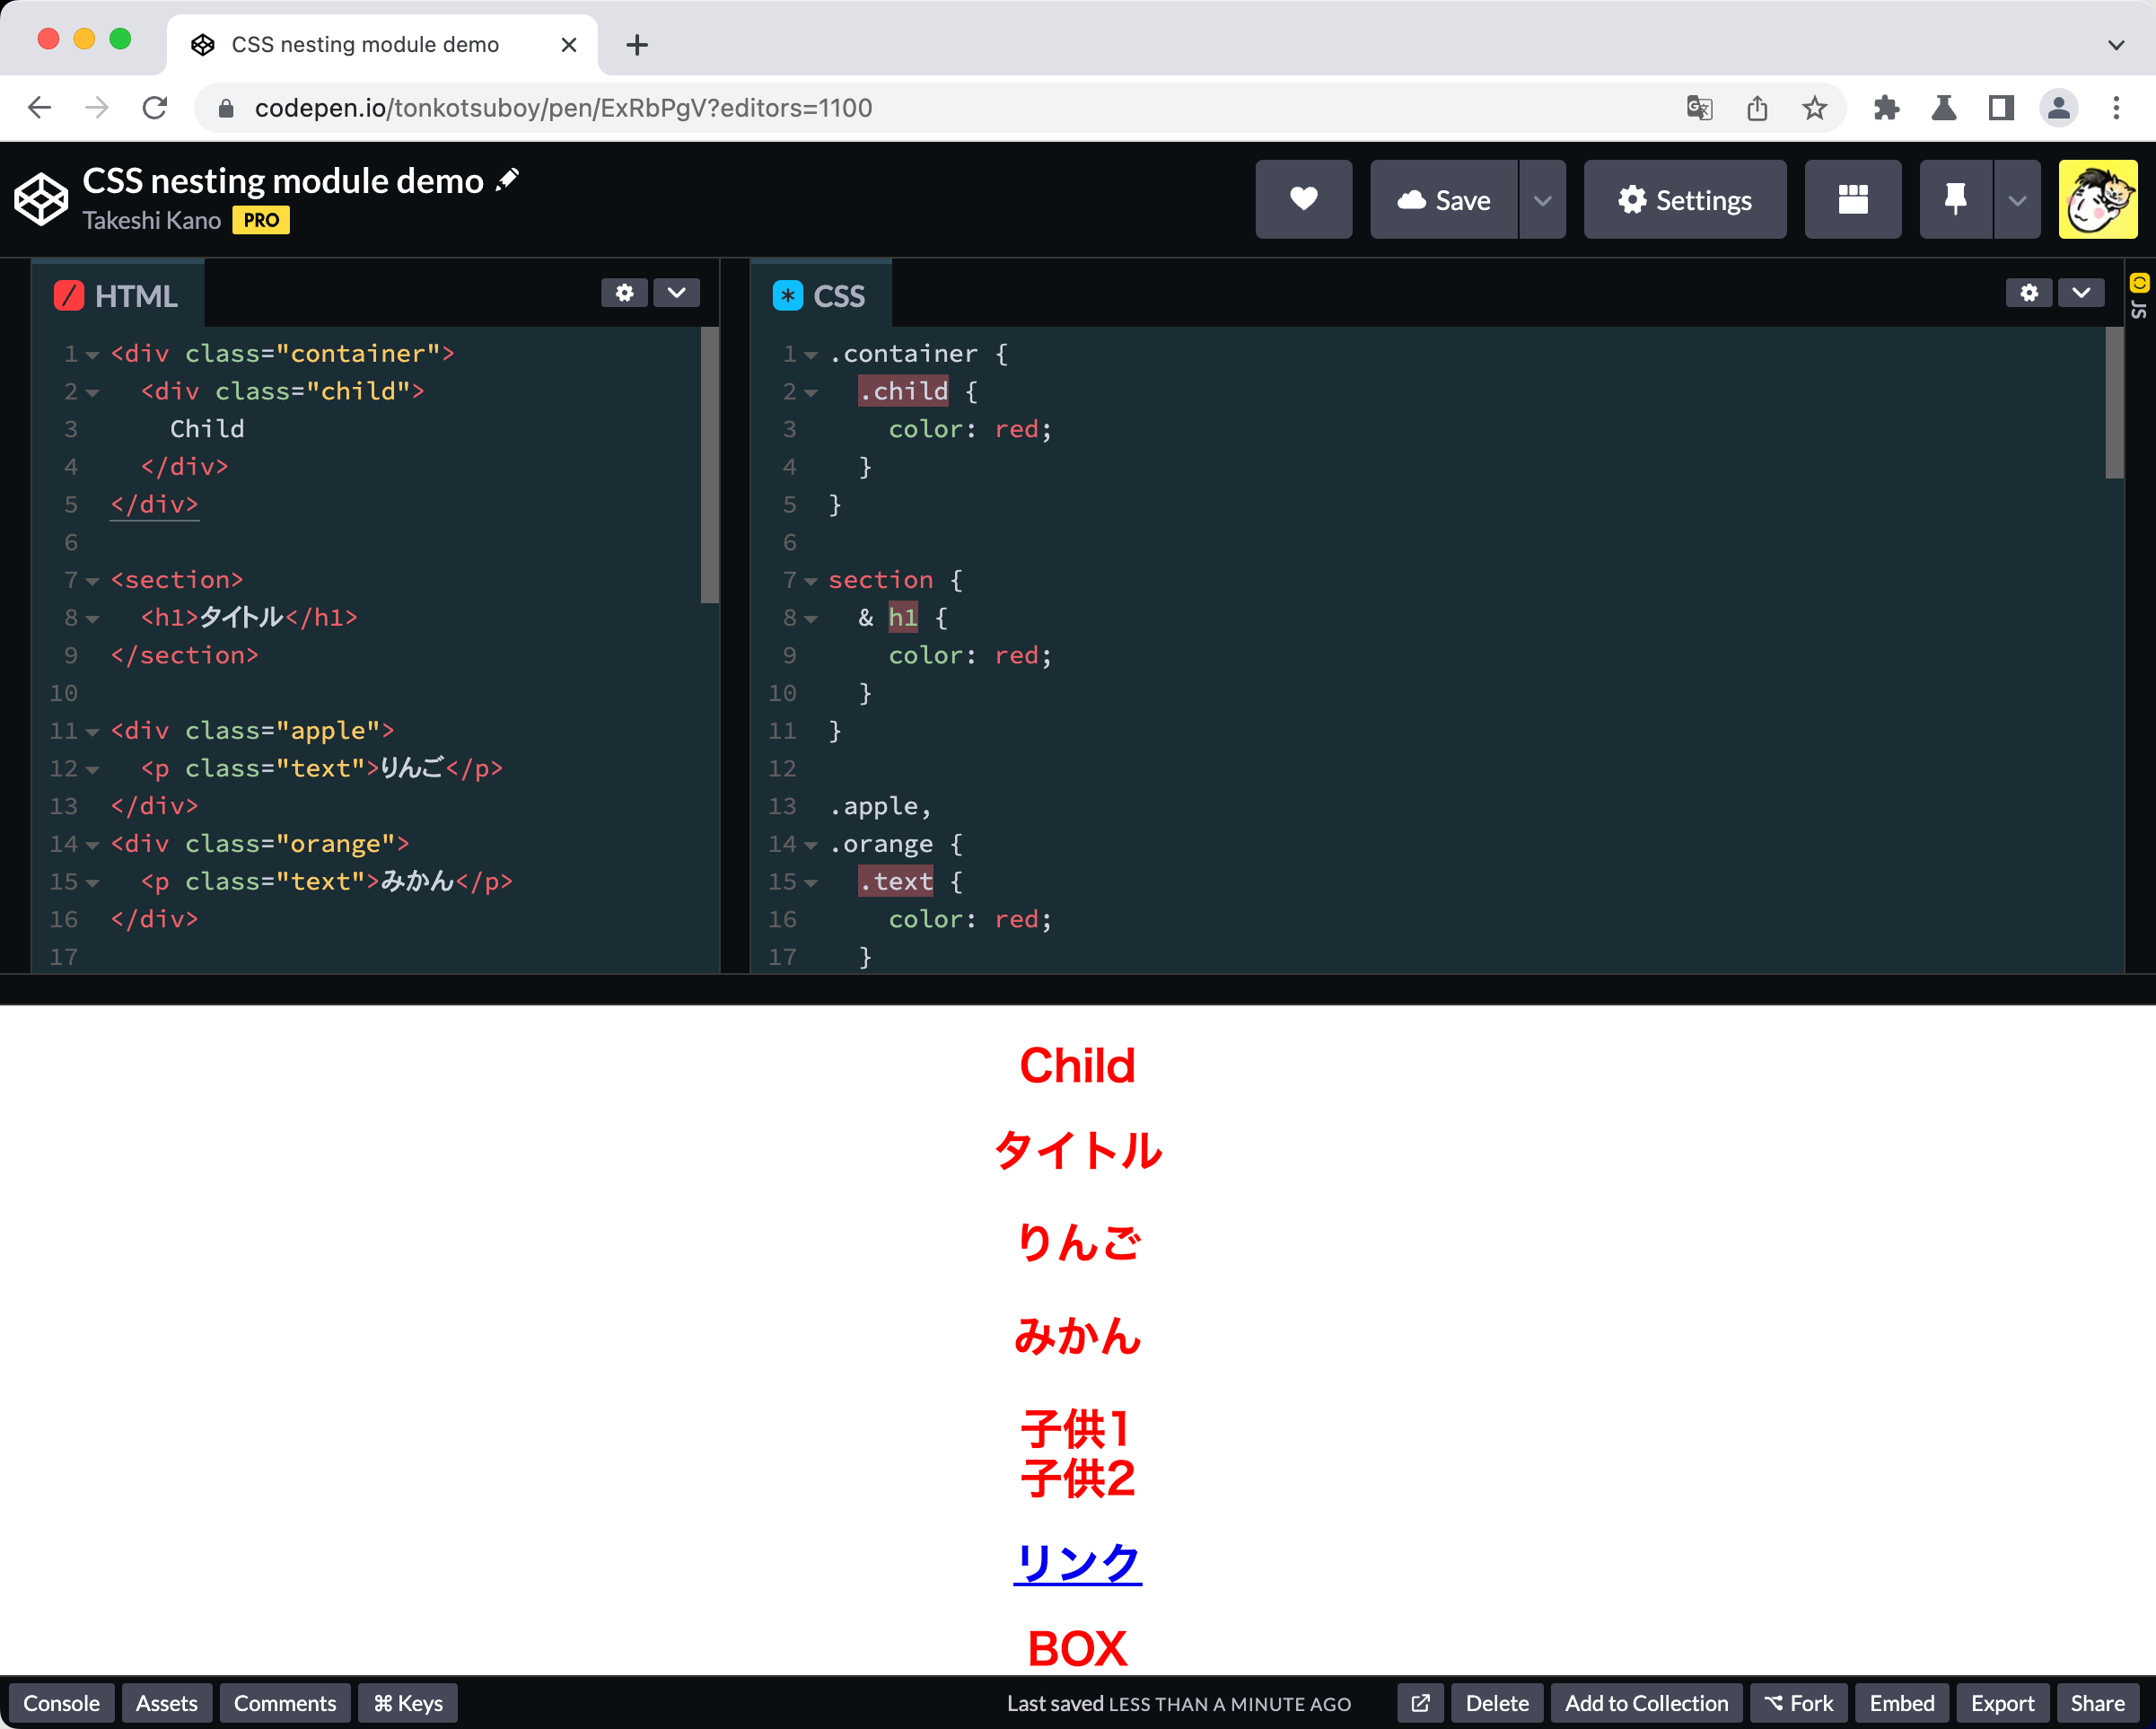 CSS nesting module demo
codepen.io/tonkotsuboy/pen/ExRbPgV?editors=1100
CSS nesting module demo
Takeshi Kano PRO
Save
Settings
HTML
1 <div class="container">
2 <div class="child">
3 Child
4 </div>
5 </div>
6
7 <section>
8 <h1>タイトル</h1>
9 </section>
10
11 <div class="apple">
12 <p class="text">りんご</p>
13 </div>
14 <div class="orange">
15 <p class="text">みかん</p>
16 </div>
17
CSS
1 .container {
2 .child {
3 color: red;
4 }
5 }
6
7 section {
8 & h1 {
9 color: red;
10 }
11 }
12
13 .apple,
14 .orange {
15 .text {
16 color: red;
17 }
JS
Child
タイトル
りんご
みかん
子供1
子供2
リンク
BOX
Console Assets Comments ⌘ Keys Last saved LESS THAN A MINUTE AGO Delete Add to Collection Fork Embed Export Share